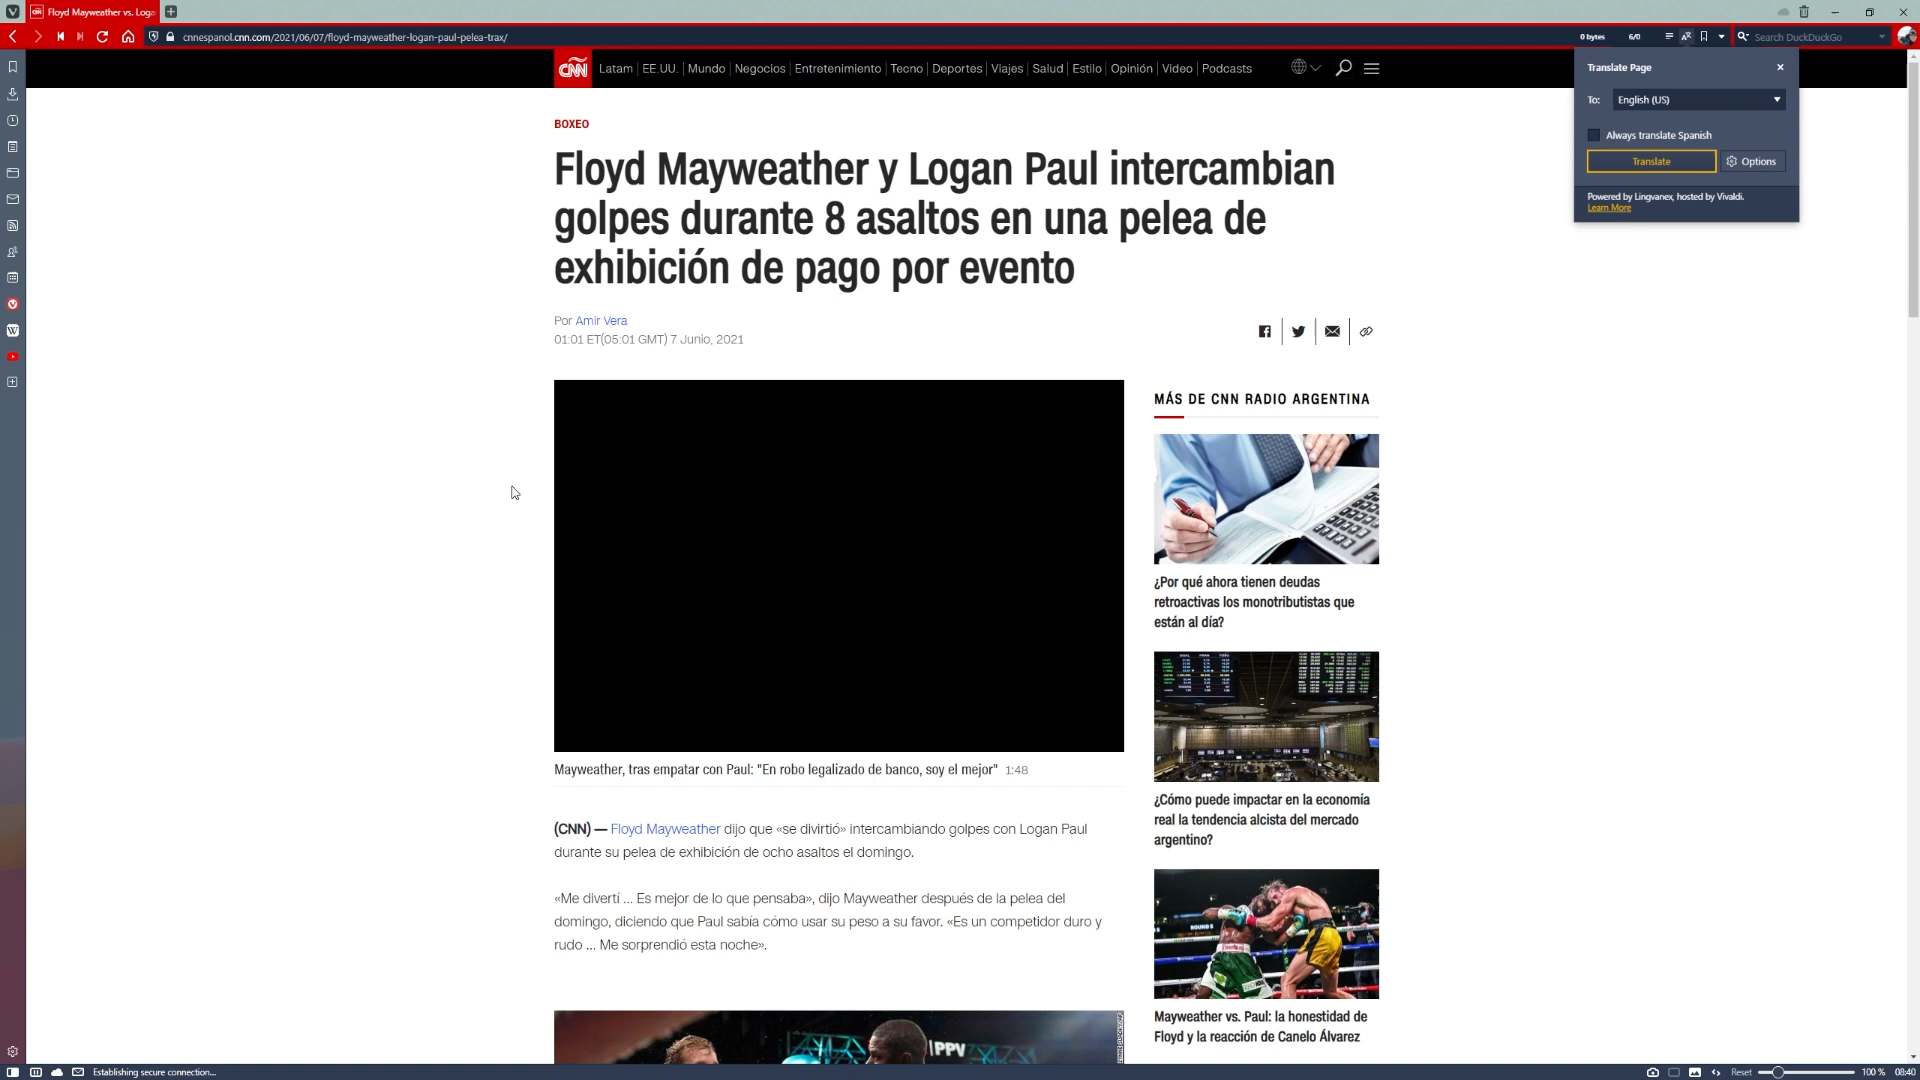 Floyd Mayweather vs. Loga
cnnespanol.cnn.com/2021/06/07/floyd-mayweather-logan-paul-pelea-trax/
0 bytes
6/0
Search DuckDuckGo
CNN
Latam
EE.UU.
Mundo
Negocios
Entretenimiento
Tecno
Deportes
Viajes
Salud
Estilo
Opinión
Video
Podcasts
Translate Page
To:
English (US)
Always translate Spanish
Translate
Options
Powered by Lingvanex, hosted by Vivaldi.
Learn More
BOXEO
Floyd Mayweather y Logan Paul intercambian
golpes durante 8 asaltos en una pelea de
exhibición de pago por evento
Por Amir Vera
01:01 ET(05:01 GMT) 7 Junio, 2021
Mayweather, tras empatar con Paul: "En robo legalizado de banco, soy el mejor" 1:48
(CNN) — Floyd Mayweather dijo que «se divirtió» intercambiando golpes con Logan Paul
durante su pelea de exhibición de ocho asaltos el domingo.
«Me divertí ... Es mejor de lo que pensaba», dijo Mayweather después de la pelea del
domingo, diciendo que Paul sabía cómo usar su peso a su favor. «Es un competidor duro y
rudo ... Me sorprendió esta noche».
PPV
MÁS DE CNN RADIO ARGENTINA
¿Por qué ahora tienen deudas
retroactivas los monotributistas que
están al día?
¿Cómo puede impactar en la economía
real la tendencia alcista del mercado
argentino?
Mayweather vs. Paul: la honestidad de
Floyd y la reacción de Canelo Álvarez
Establishing secure connection...
Reset
100 %
08:40